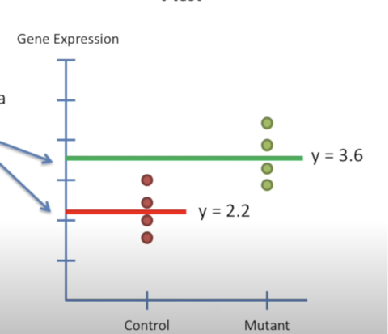 Gene Expression
a
y = 3.6
y = 2.2
Control
Mutant